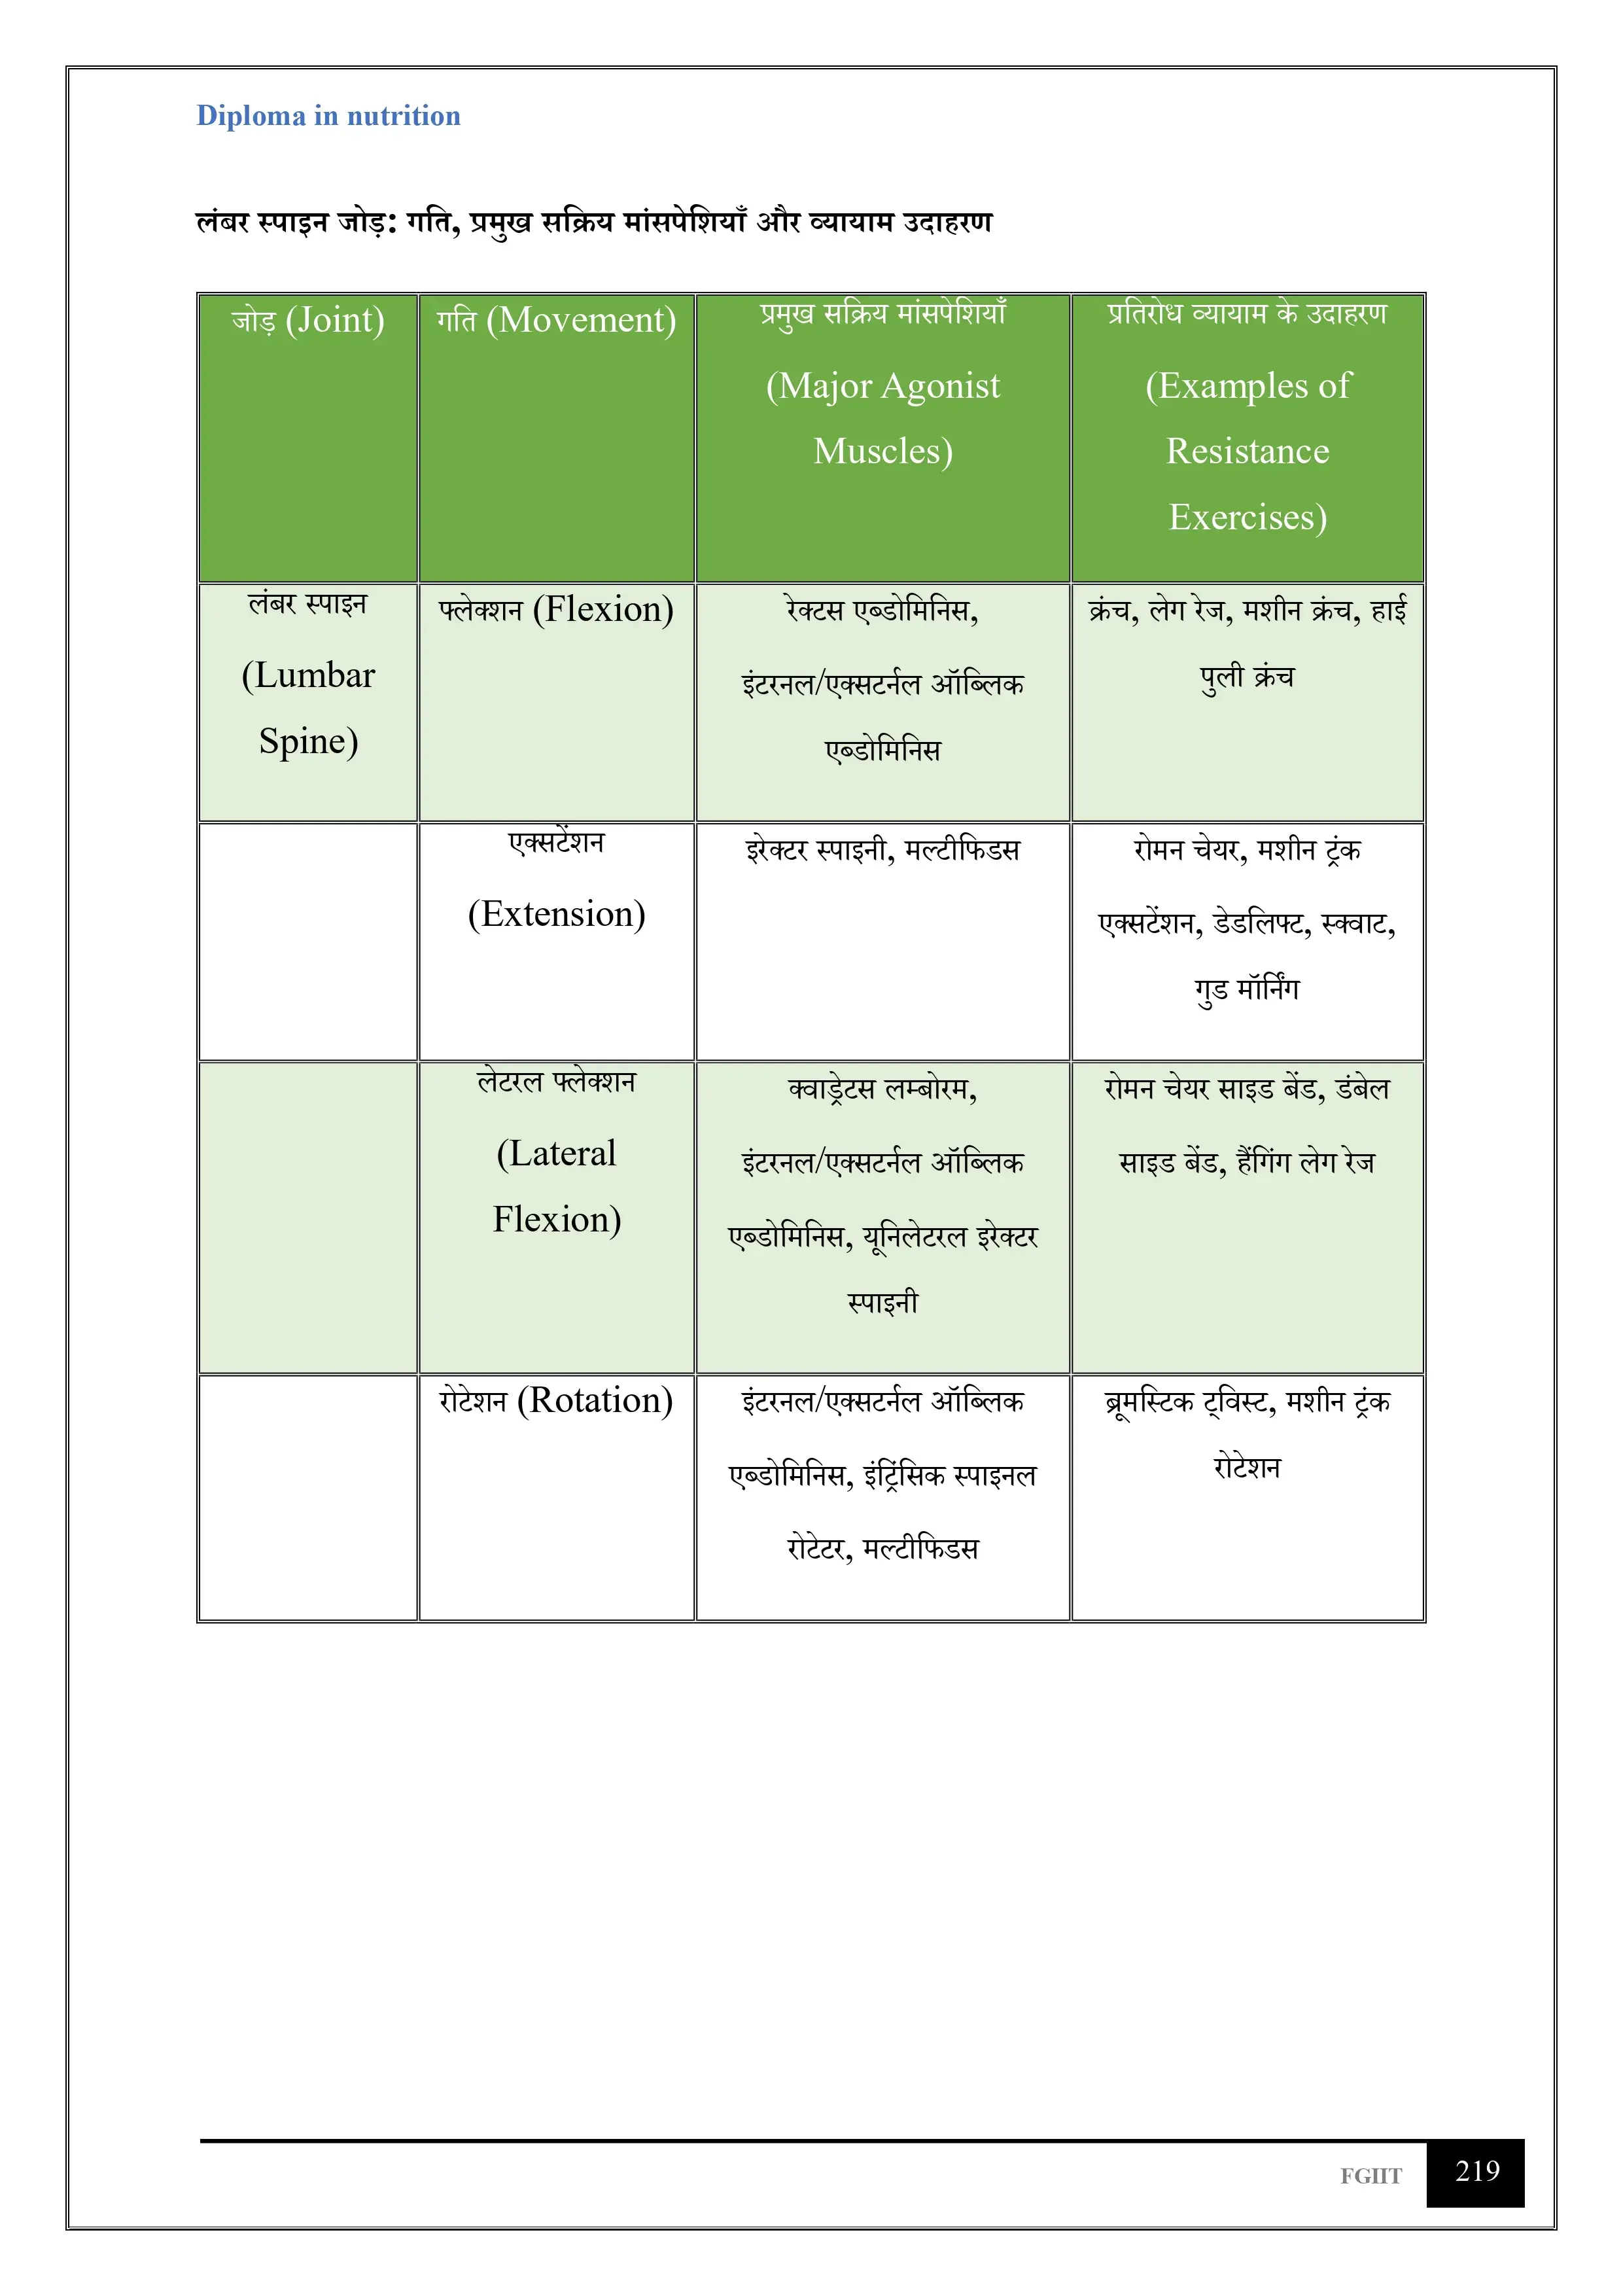 Diploma in nutrition
लंबर स्पाइन जोड़: गति, प्रमुख सक्रिय मांसपेशियाँ और व्यायाम उदाहरण
जोड़ (Joint)
गति (Movement)
प्रमुख सक्रिय मांसपेशियाँ
(Major Agonist
Muscles)
प्रतिरोध व्यायाम के उदाहरण
(Examples of
Resistance
Exercises)
लंबर स्पाइन
(Lumbar
Spine)
फ्लेक्शन (Flexion)
रेक्टस एब्डोमिनिस,
इंटरनल/एक्सटर्नल ऑब्लिक
एब्डोमिनिस
क्रंच, लेग रेज, मशीन क्रंच, हाई
पुली क्रंच
एक्सटेंशन
(Extension)
इरेक्टर स्पाइनी, मल्टीफिडस
रोमन चेयर, मशीन ट्रंक
एक्सटेंशन, डेडलिफ्ट, स्क्वाट,
गुड मॉर्निंग
लेटरल फ्लेक्शन
(Lateral
Flexion)
क्वाड्रेटस लम्बोरम,
इंटरनल/एक्सटर्नल ऑब्लिक
एब्डोमिनिस, यूनिलेटरल इरेक्टर
स्पाइनी
रोमन चेयर साइड बेंड, डंबेल
साइड बेंड, हैंगिंग लेग रेज
रोटेशन (Rotation)
इंटरनल/एक्सटर्नल ऑब्लिक
एब्डोमिनिस, इंट्रिंसिक स्पाइनल
रोटेटर, मल्टीफिडस
ब्रूमस्टिक ट्विस्ट, मशीन ट्रंक
रोटेशन
FGIIT
219